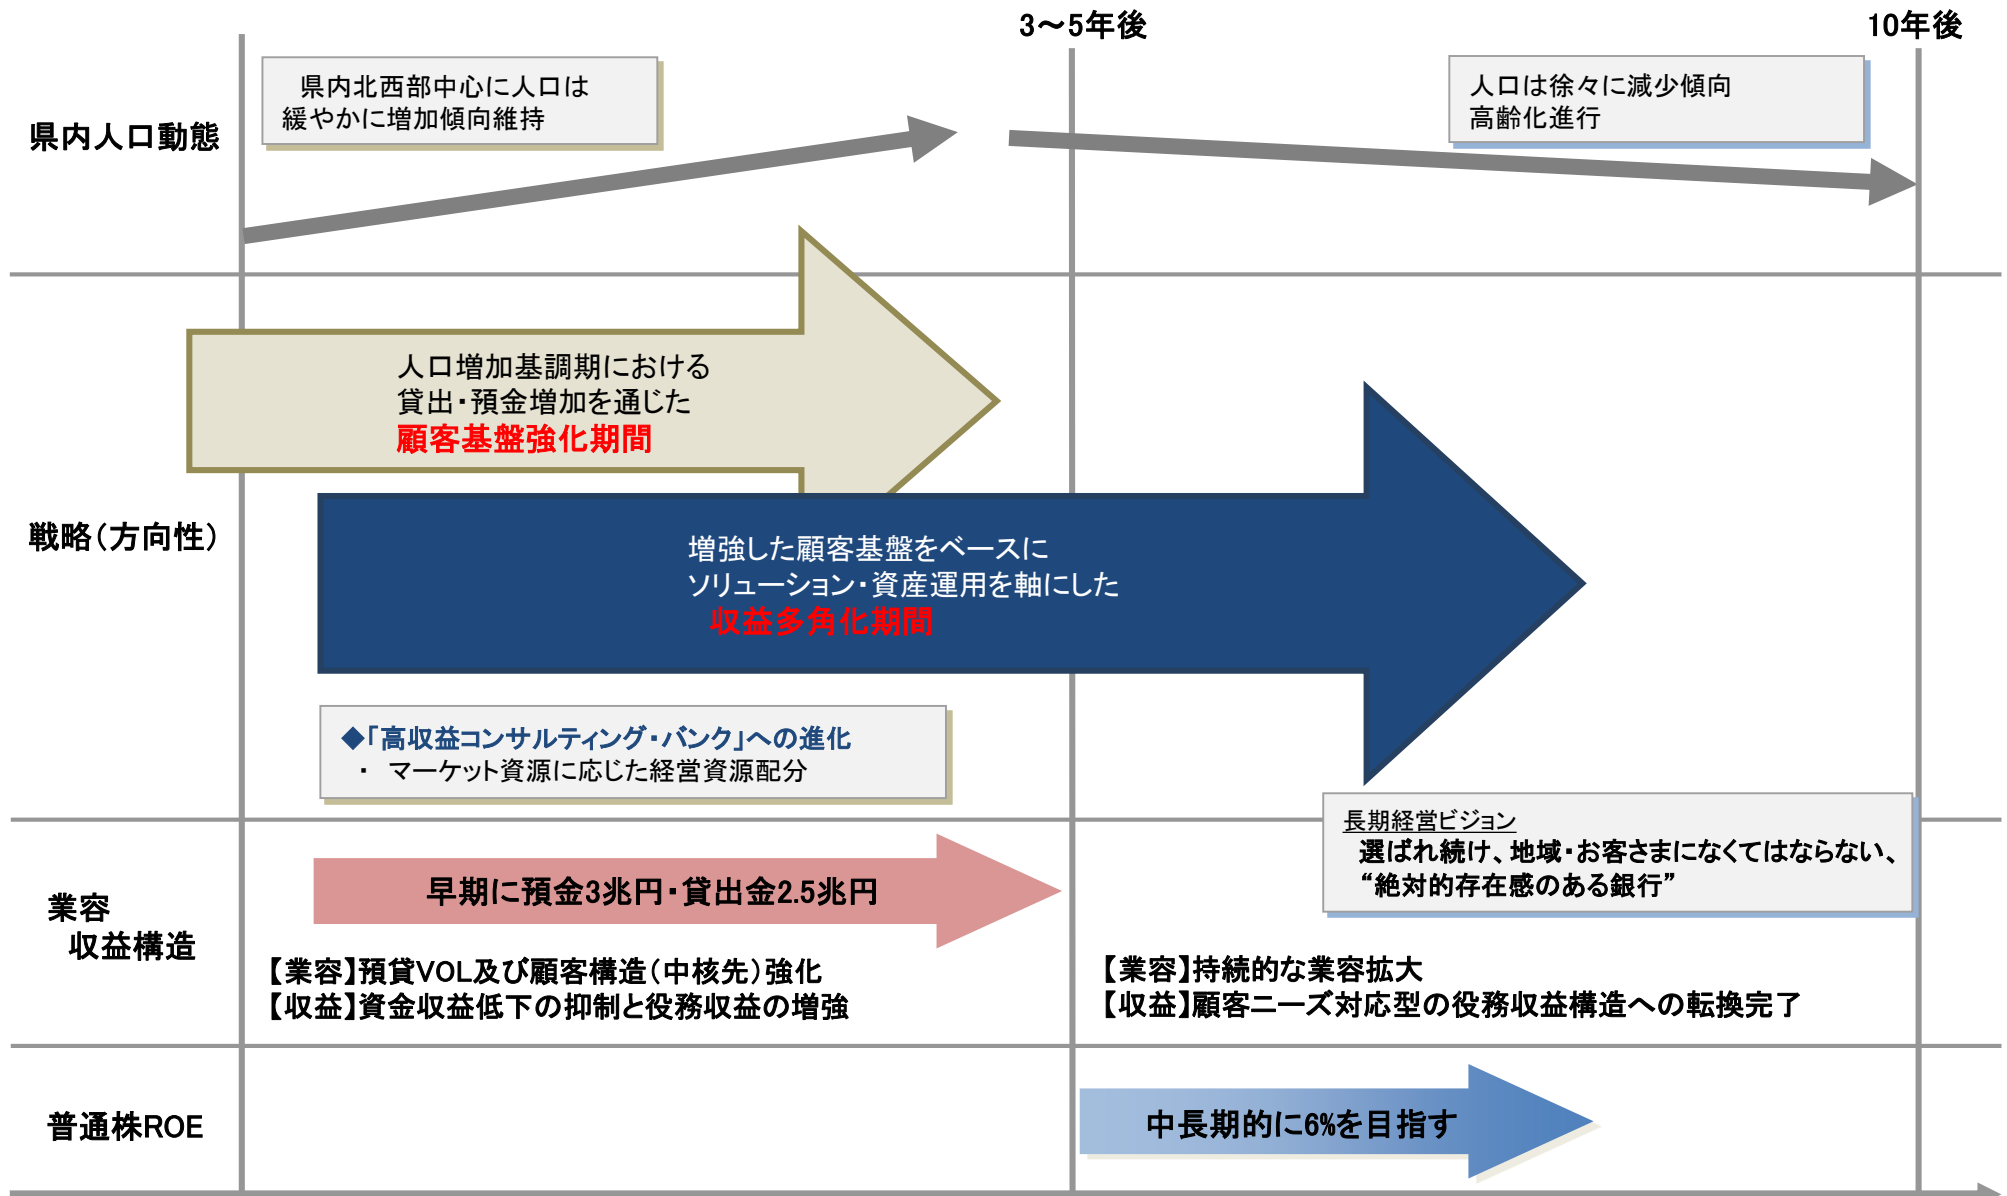 3～5年後
10年後
県内人口動態
県内北西部中心に人口は
緩やかに増加傾向維持
人口は徐々に減少傾向
高齢化進行
戦略（方向性）
人口増加基調期における
貸出・預金増加を通じた
顧客基盤強化期間
増強した顧客基盤をベースに
ソリューション・資産運用を軸にした
収益多角化期間
◆「高収益コンサルティング・バンク」への進化
・ マーケット資源に応じた経営資源配分
長期経営ビジョン
選ばれ続け、地域・お客さまになくてはならない、
“絶対的存在感のある銀行”
業容
収益構造
早期に預金3兆円・貸出金2.5兆円
【業容】預貸VOL及び顧客構造（中核先）強化
【収益】資金収益低下の抑制と役務収益の増強
【業容】持続的な業容拡大
【収益】顧客ニーズ対応型の役務収益構造への転換完了
普通株ROE
中長期的に6%を目指す